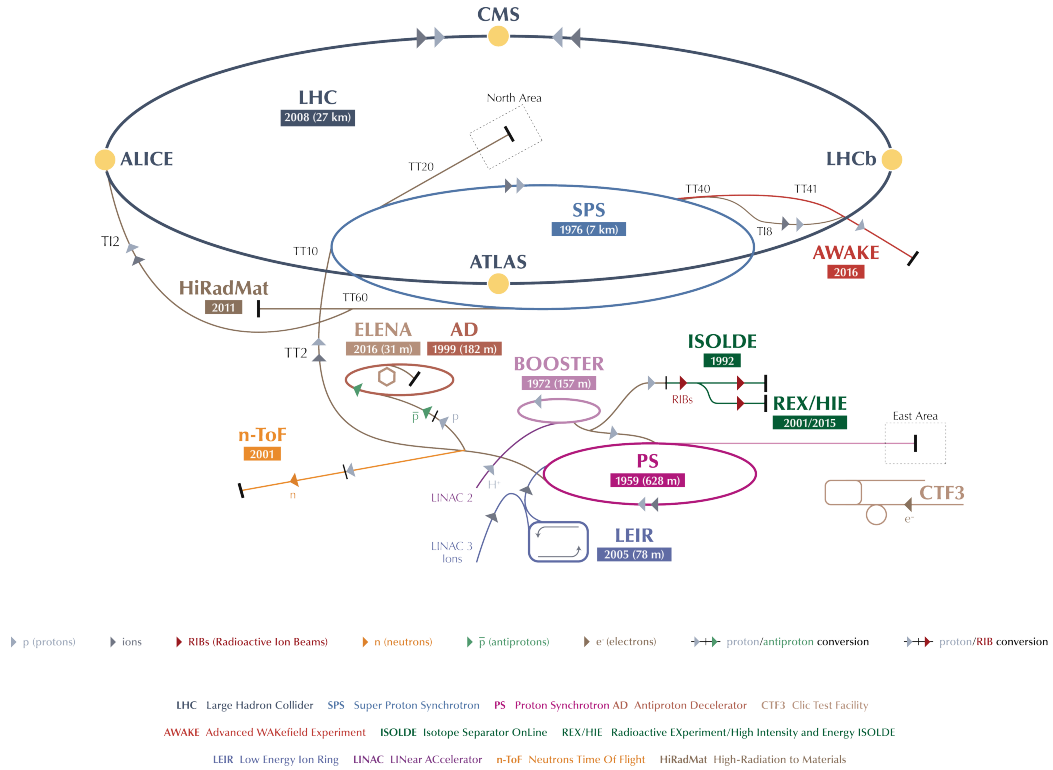 CMS
LHC
2008 (27 km)
North Area
ALICE
LHCb
TT20
TT40
TT41
SPS
1976 (7 km)
TI8
TI2
TT10
ATLAS
AWAKE
2016
HiRadMat
2011
TT60
TT2
ELENA
2016 (31 m)
AD
1999 (182 m)
ISOLDE
1992
BOOSTER
1972 (157 m)
RIBs
REX/HIE
2001/2015
p̅
p
East Area
n-ToF
2001
n
PS
1959 (628 m)
H⁺
LINAC 2
CTF3
e⁻
LEIR
2005 (78 m)
LINAC 3
Ions
p (protons) ions RIBs (Radioactive Ion Beams) n (neutrons) p̅ (antiprotons) e⁻ (electrons) proton/antiproton conversion proton/RIB conversion
LHC Large Hadron Collider SPS Super Proton Synchrotron PS Proton Synchrotron AD Antiproton Decelerator CTF3 Clic Test Facility
AWAKE Advanced WAKefield Experiment ISOLDE Isotope Separator OnLine REX/HIE Radioactive EXperiment/High Intensity and Energy ISOLDE
LEIR Low Energy Ion Ring LINAC LINear ACcelerator n-ToF Neutrons Time Of Flight HiRadMat High-Radiation to Materials